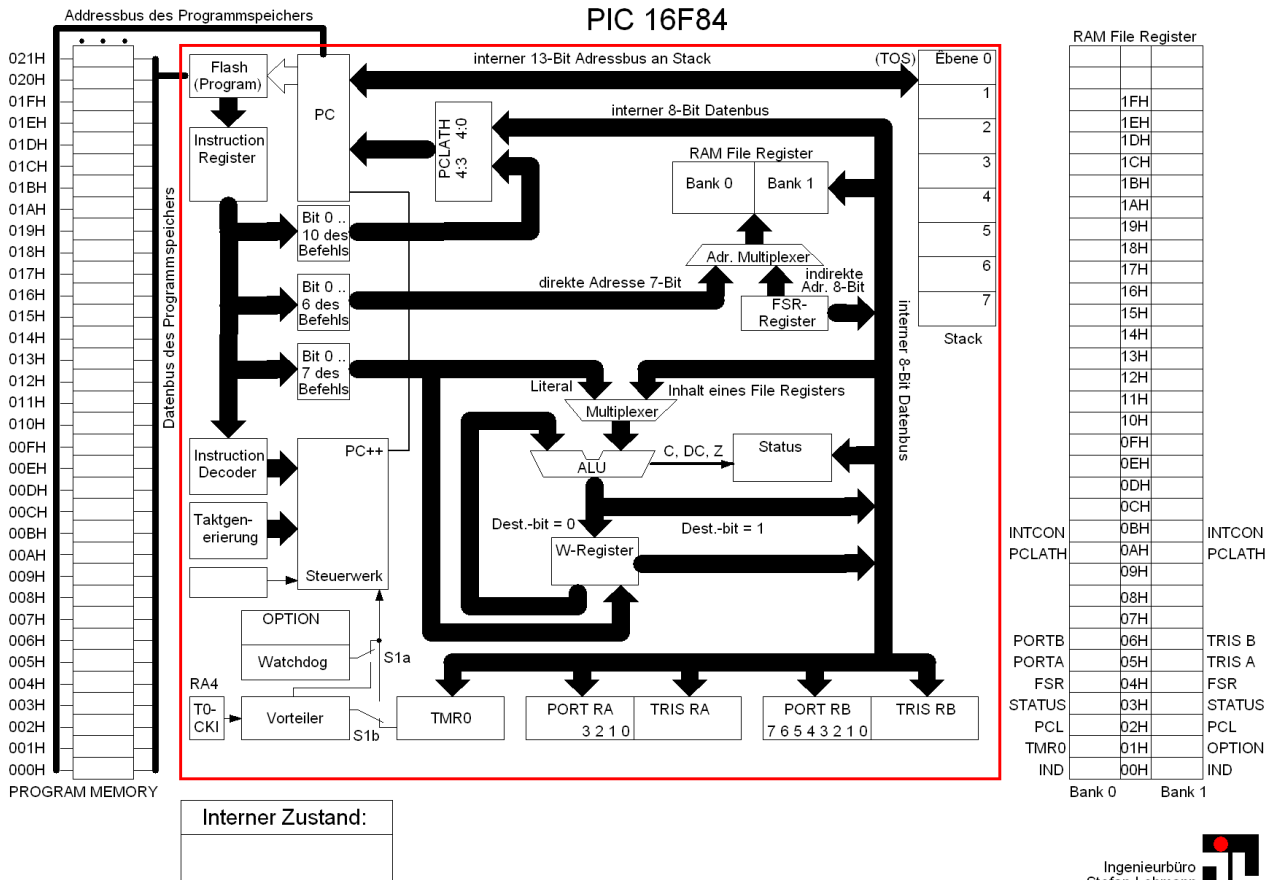 PIC 16F84
Addressbus des Programmspeichers
021H
020H
01FH
01EH
01DH
01CH
01BH
01AH
019H
018H
017H
016H
015H
014H
013H
012H
011H
010H
00FH
00EH
00DH
00CH
00BH
00AH
009H
008H
007H
006H
005H
004H
003H
002H
001H
000H
PROGRAM MEMORY
Datenbus des Programmspeichers
Flash
(Program)
Instruction
Register
PC
interner 13-Bit Adressbus an Stack
(TOS)
Ebene 0
1
2
3
4
5
6
7
Stack
interner 8-Bit Datenbus
PCLATH
4:3 4:0
RAM File Register
Bank 0
Bank 1
Adr. Multiplexer
Bit 0 ..
10 des
Befehls
direkte Adresse 7-Bit
indirekte
Adr. 8-Bit
Bit 0 ..
6 des
Befehls
FSR-
Register
interner 8-Bit Datenbus
Bit 0 ..
7 des
Befehls
Literal
Inhalt eines File Registers
Multiplexer
Instruction
Decoder
PC++
ALU
C, DC, Z
Status
Taktgen-
erierung
Dest.-bit = 0
Dest.-bit = 1
W-Register
Steuerwerk
OPTION
Watchdog
S1a
RA4
T0-
CKI
Vorteiler
S1b
TMR0
PORT RA
3 2 1 0
TRIS RA
PORT RB
7 6 5 4 3 2 1 0
TRIS RB
Interner Zustand:
RAM File Register
1FH
1EH
1DH
1CH
1BH
1AH
19H
18H
17H
16H
15H
14H
13H
12H
11H
10H
0FH
0EH
0DH
0CH
INTCON 0BH INTCON
PCLATH 0AH PCLATH
09H
08H
07H
PORTB 06H TRIS B
PORTA 05H TRIS A
FSR 04H FSR
STATUS 03H STATUS
PCL 02H PCL
TMR0 01H OPTION
IND 00H IND
Bank 0 Bank 1
Ingenieurbüro
Stefan Lehmann